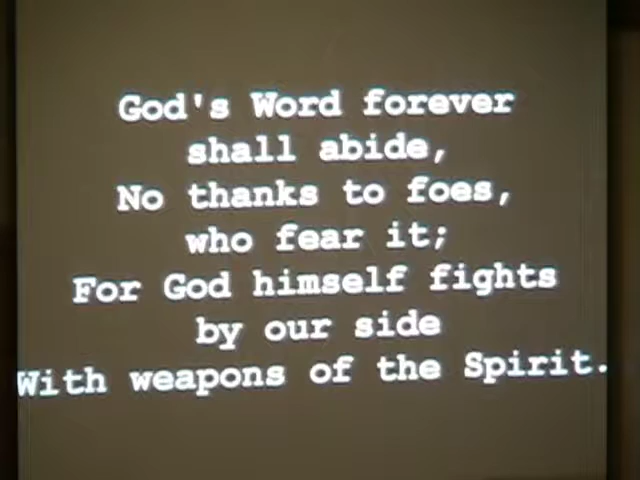 God's Word forever
shall abide,
No thanks to foes,
who fear it;
For God himself fights
by our side
With weapons of the Spirit.